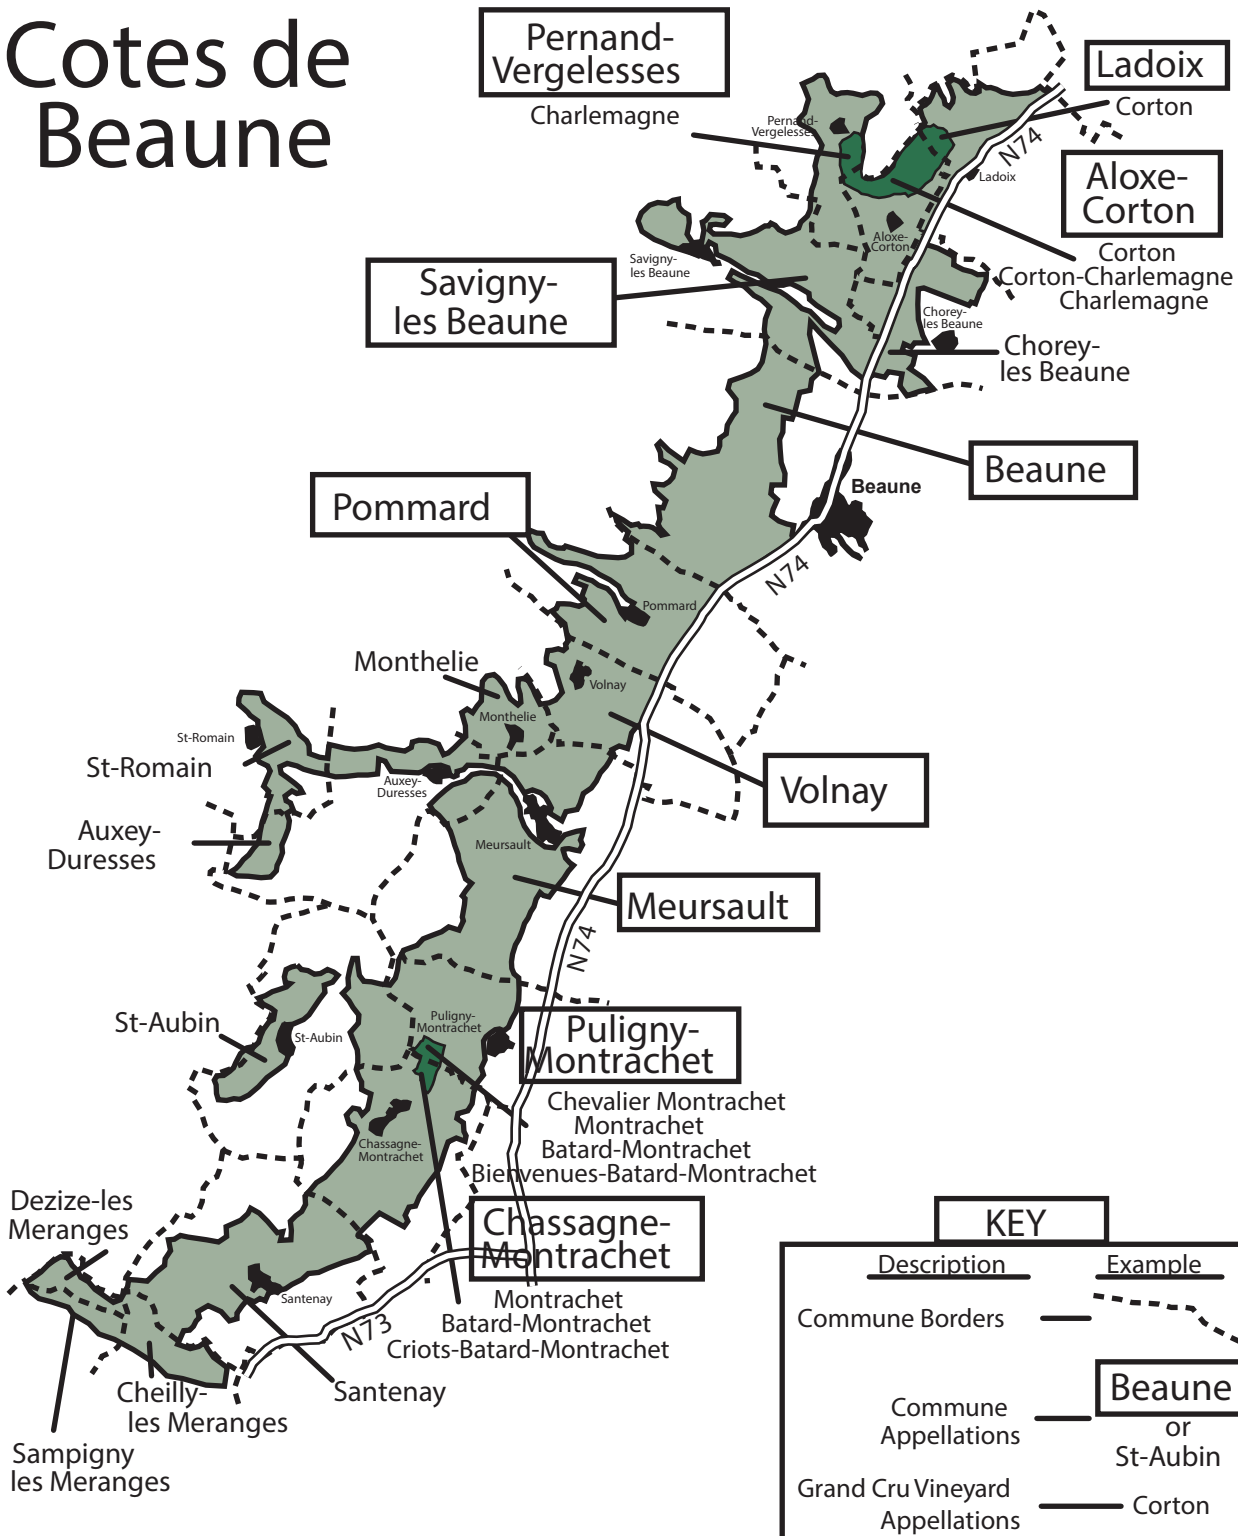 Cotes de
Beaune
Pernand-
Vergelesses
Charlemagne
Ladoix
Corton
Pernand-
Vergelesses
N74
Ladoix
Aloxe-
Corton
Aloxe-
Corton
Corton
Corton-Charlemagne
Charlemagne
Savigny-
les Beaune
Savigny-
les Beaune
Chorey-
les Beaune
Chorey-
les Beaune
Beaune
Beaune
Pommard
N74
Pommard
Monthelie
Volnay
Monthelie
St-Romain
St-Romain
Auxey-
Duresses
Volnay
Auxey-
Duresses
Meursault
Meursault
N74
St-Aubin
St-Aubin
Puligny-
Montrachet
Puligny-
Montrachet
Chevalier Montrachet
Montrachet
Batard-Montrachet
Bienvenues-Batard-Montrachet
Chassagne-
Montrachet
Dezize-les
Meranges
Chassagne-
Montrachet
Montrachet
Batard-Montrachet
Criots-Batard-Montrachet
Santenay
N73
Santenay
Cheilly-
les Meranges
Sampigny
les Meranges
KEY
Description
Example
Commune Borders
Commune
Appellations
Beaune
or
St-Aubin
Grand Cru Vineyard
Appellations
Corton